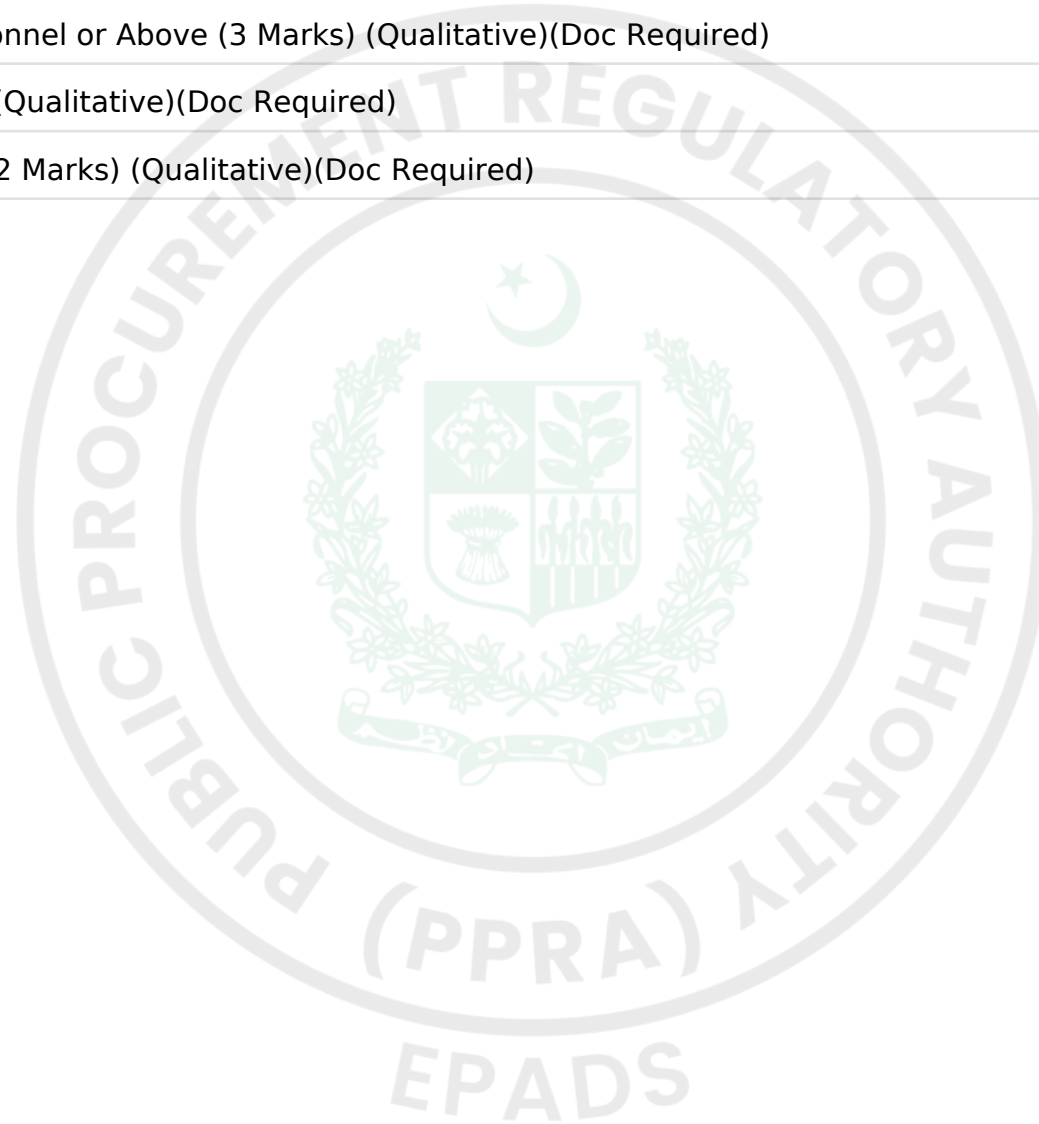 onnel or Above (3 Marks) (Qualitative)(Doc Required)
(Qualitative)(Doc Required)
2 Marks) (Qualitative)(Doc Required)
PUBLIC PROCUREMENT REGULATORY AUTHORITY
(PPRA)
EPADS